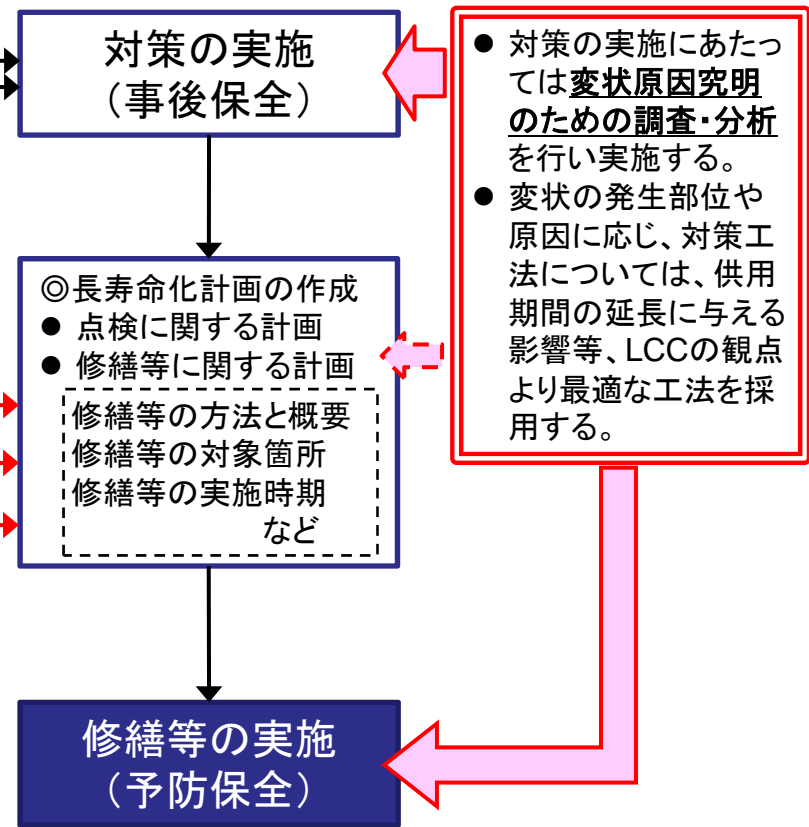 対策の実施
（事後保全）
◎長寿命化計画の作成
● 点検に関する計画
● 修繕等に関する計画
修繕等の方法と概要
修繕等の対象箇所
修繕等の実施時期
など
修繕等の実施
（予防保全）
● 対策の実施にあたっ
ては変状原因究明
のための調査・分析
を行い実施する。
● 変状の発生部位や
原因に応じ、対策工
法については、供用
期間の延長に与える
影響等、LCCの観点
より最適な工法を採
用する。